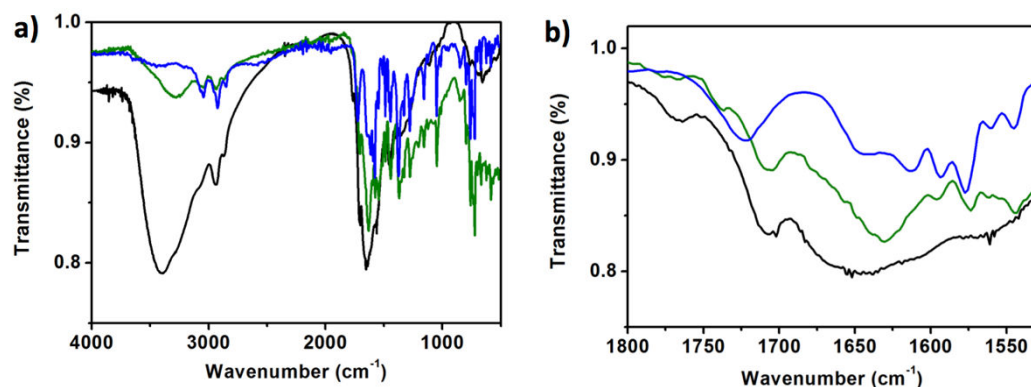 a)
Transmittance (%)
1.0
0.9
0.8
4000
3000
2000
1000
Wavenumber (cm⁻¹)
b)
Transmittance (%)
1.0
0.9
0.8
1800
1750
1700
1650
1600
1550
Wavenumber (cm⁻¹)